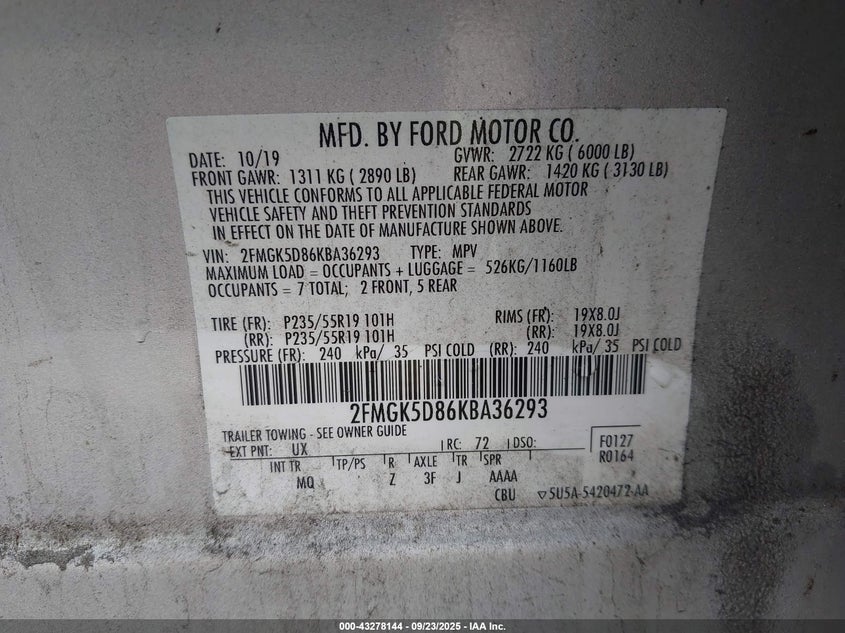 MFD. BY FORD MOTOR CO.
DATE: 10/19 GVWR: 2722 KG ( 6000 LB)
FRONT GAWR: 1311 KG ( 2890 LB) REAR GAWR: 1420 KG ( 3130 LB)
THIS VEHICLE CONFORMS TO ALL APPLICABLE FEDERAL MOTOR
VEHICLE SAFETY AND THEFT PREVENTION STANDARDS
IN EFFECT ON THE DATE OF MANUFACTURE SHOWN ABOVE.
VIN: 2FMGK5D86KBA36293 TYPE: MPV
MAXIMUM LOAD = OCCUPANTS + LUGGAGE = 526KG/1160LB
OCCUPANTS = 7 TOTAL; 2 FRONT, 5 REAR
TIRE (FR): P235/55R19 101H RIMS (FR): 19X8.0J
(RR): P235/55R19 101H (RR): 19X8.0J
PRESSURE (FR): 240 kPa/ 35 PSI COLD (RR): 240 kPa/ 35 PSI COLD
2FMGK5D86KBA36293
TRAILER TOWING - SEE OWNER GUIDE
EXT PNT: UX RC: 72 DSO: F0127
INT TR TP/PS R AXLE TR SPR R0164
MQ Z 3F J AAAA
CBU ▽5U5A-5420472-AA
000-43278144 - 09/23/2025 - IAA Inc.